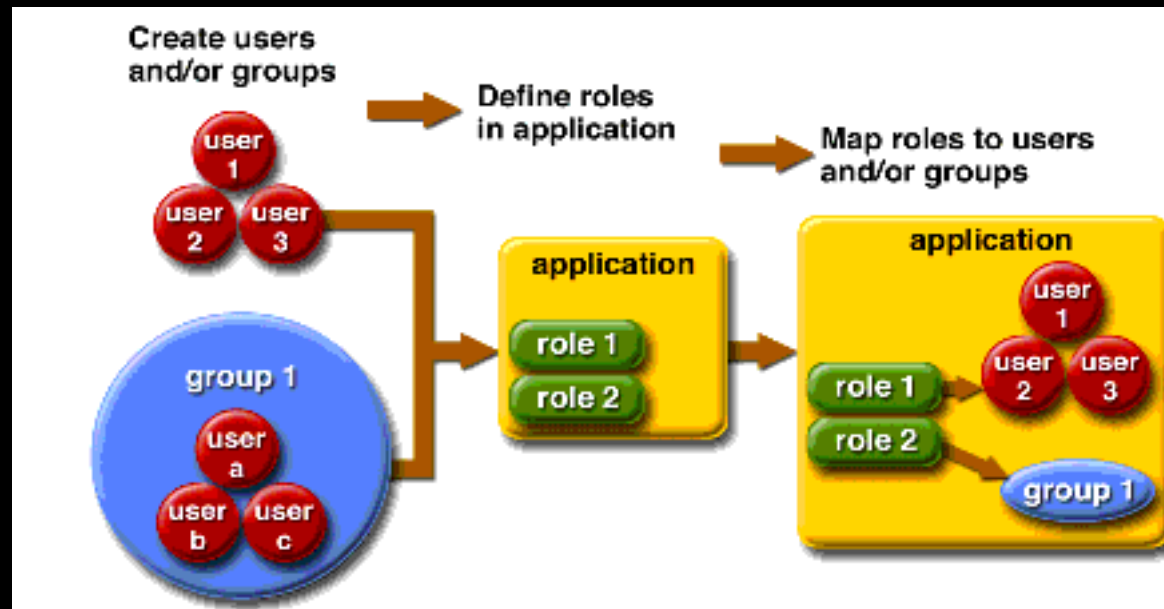 Create users
and/or groups
Define roles
in application
Map roles to users
and/or groups
user
1
user
2
user
3
group 1
user
a
user
b
user
c
application
role 1
role 2
application
user
1
user
2
user
3
role 1
role 2
group 1